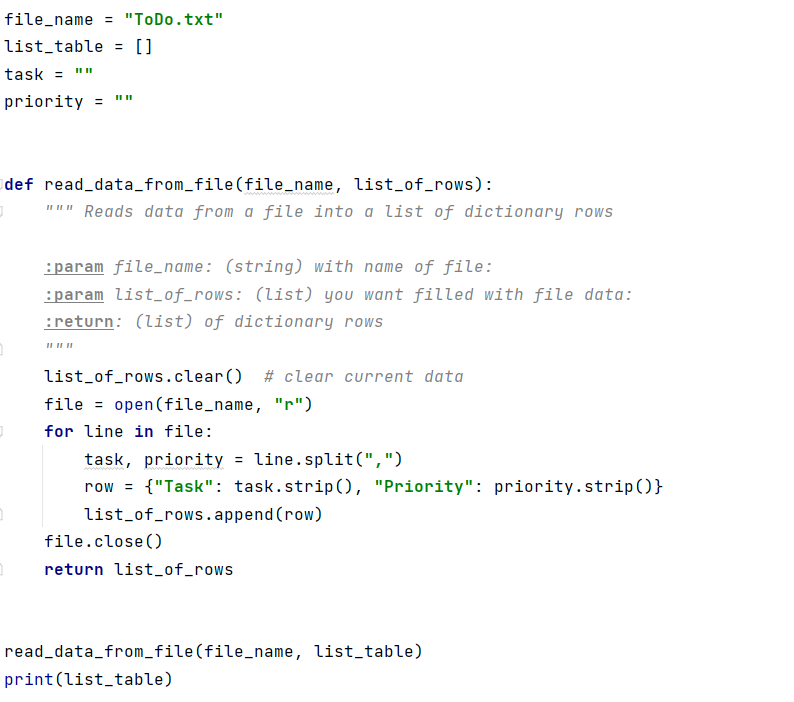 file_name = "ToDo.txt"
list_table = []
task = ""
priority = ""
def read_data_from_file(file_name, list_of_rows):
    """ Reads data from a file into a list of dictionary rows
    :param file_name: (string) with name of file:
    :param list_of_rows: (list) you want filled with file data:
    :return: (list) of dictionary rows
    """
    list_of_rows.clear()  # clear current data
    file = open(file_name, "r")
    for line in file:
        task, priority = line.split(",")
        row = {"Task": task.strip(), "Priority": priority.strip()}
        list_of_rows.append(row)
    file.close()
    return list_of_rows
read_data_from_file(file_name, list_table)
print(list_table)